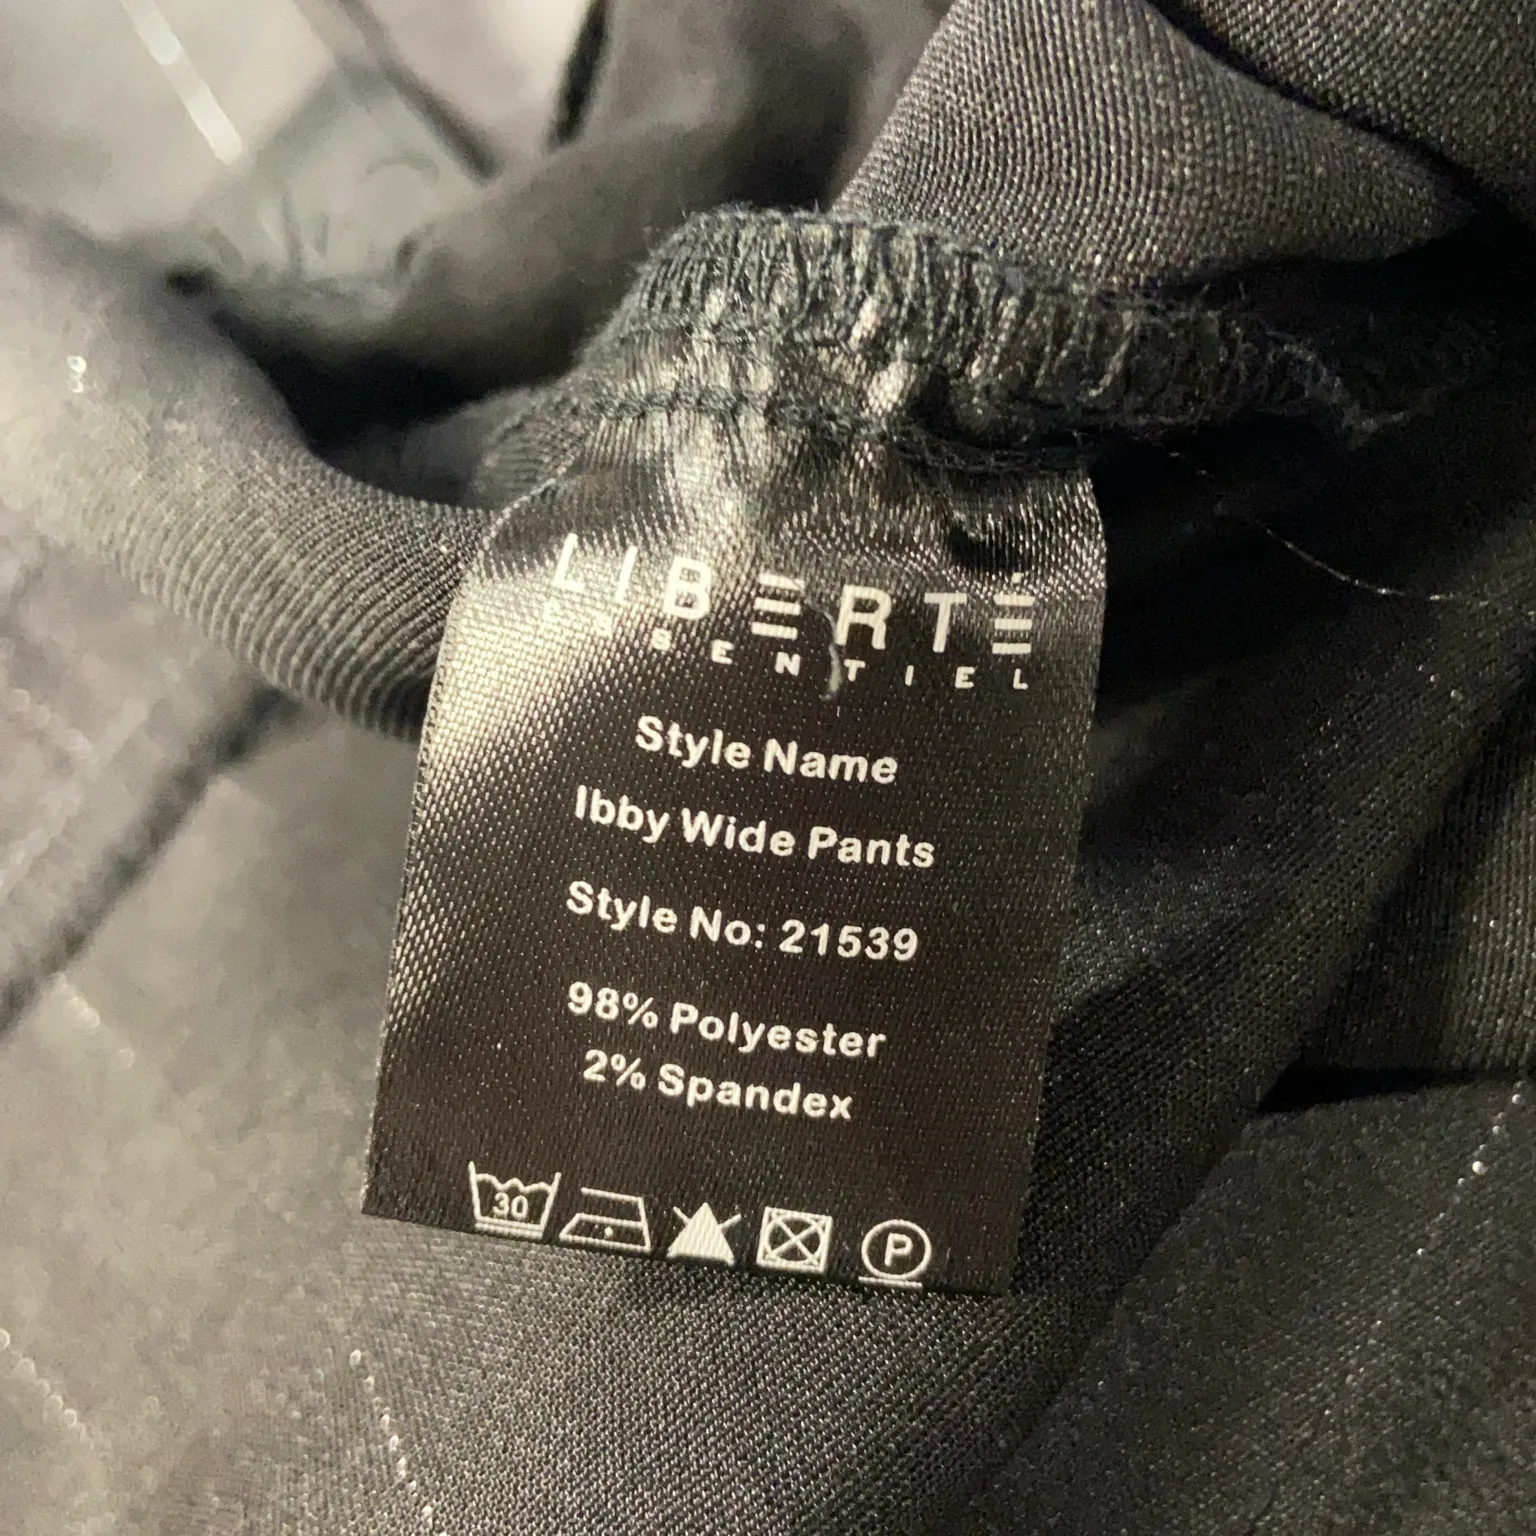 LIBERTÉ
ESSENTIEL
Style Name
Ibby Wide Pants
Style No: 21539
98% Polyester
2% Spandex
30
P